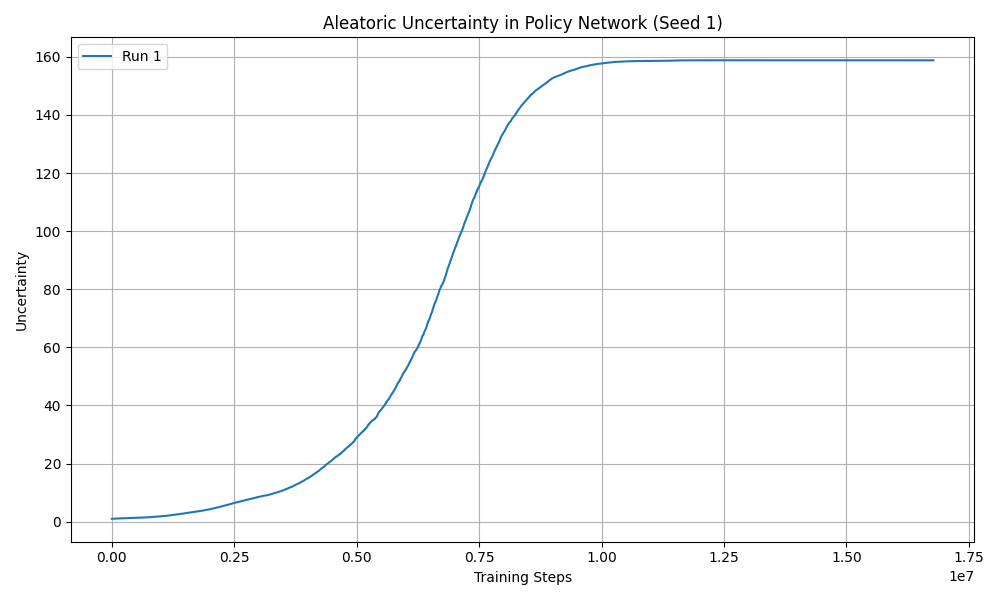 Aleatoric Uncertainty in Policy Network (Seed 1)
Run 1
Uncertainty
160
140
120
100
80
60
40
20
0
0.00 0.25 0.50 0.75 1.00 1.25 1.50 1.75
1e7
Training Steps